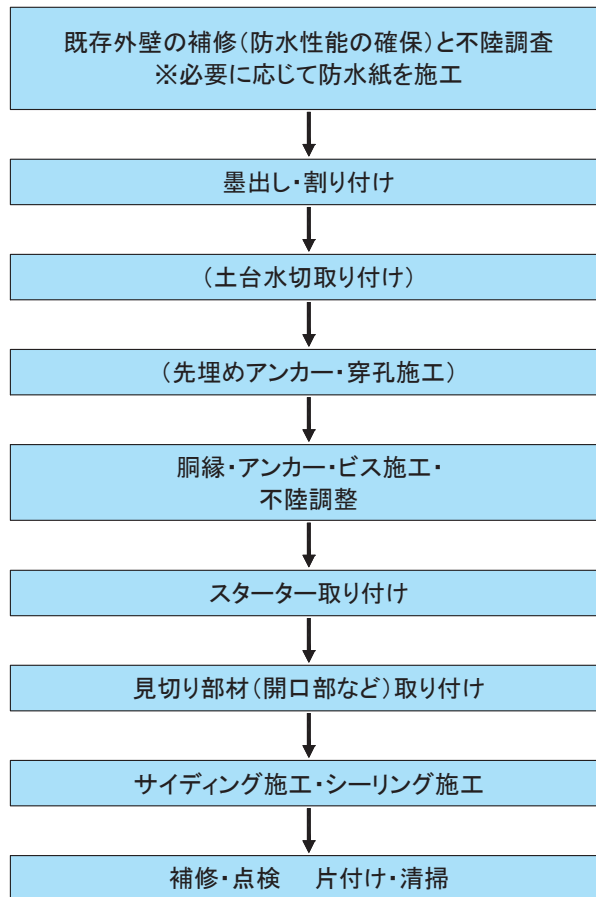 既存外壁の補修（防水性能の確保）と不陸調査
※必要に応じて防水紙を施工
墨出し・割り付け
（土台水切取り付け）
（先埋めアンカー・穿孔施工）
胴縁・アンカー・ビス施工・
不陸調整
スターター取り付け
見切り部材（開口部など）取り付け
サイディング施工・シーリング施工
補修・点検　片付け・清掃